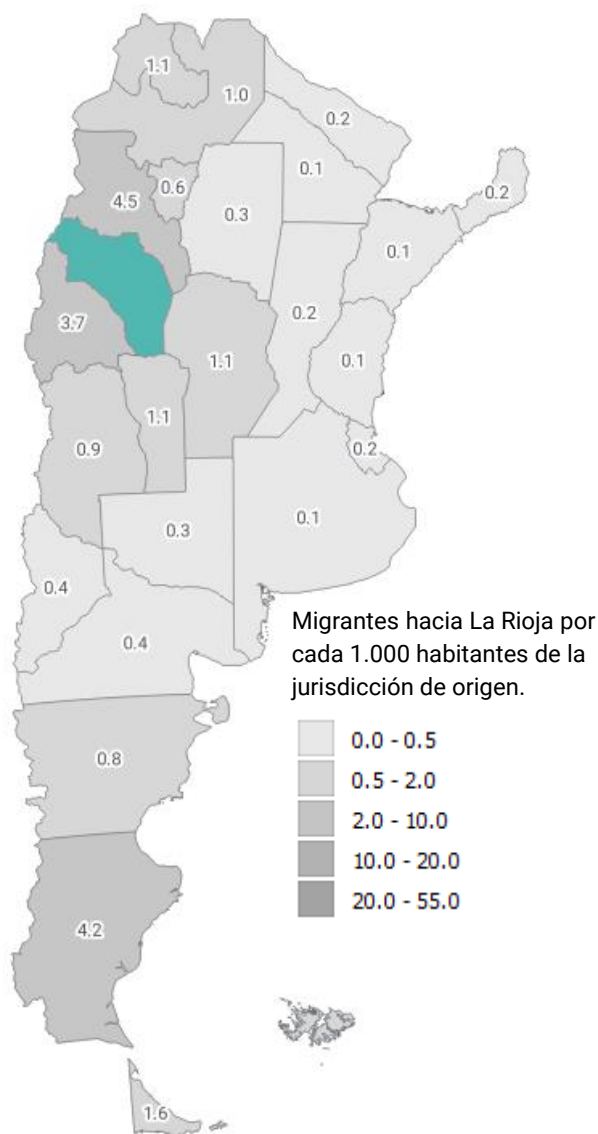 1.1
1.0
0.2
0.1
0.6
4.5
0.3
0.2
0.1
3.7
0.2
1.1
0.1
1.1
0.9
0.2
0.3
0.1
0.4
0.4
Migrantes hacia La Rioja por
cada 1.000 habitantes de la
jurisdicción de origen.
0.0 - 0.5
0.5 - 2.0
2.0 - 10.0
10.0 - 20.0
20.0 - 55.0
0.8
4.2
1.6